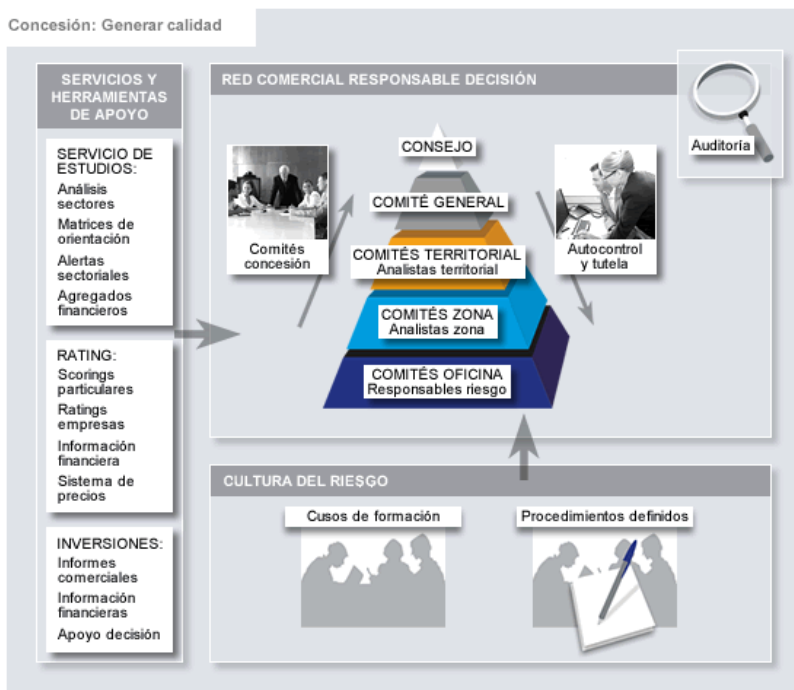 Concesión: Generar calidad
SERVICIOS Y
HERRAMIENTAS
DE APOYO
SERVICIO DE
ESTUDIOS:
Análisis
sectores
Matrices de
orientación
Alertas
sectoriales
Agregados
financieros
RATING:
Scorings
particulares
Ratings
empresas
Información
financiera
Sistema de
precios
INVERSIONES:
Informes
comerciales
Información
financieras
Apoyo decisión
RED COMERCIAL RESPONSABLE DECISIÓN
Auditoría
Comités
concesión
CONSEJO
COMITÉ GENERAL
COMITÉS TERRITORIAL
Analistas territorial
COMITÉS ZONA
Analistas zona
COMITÉS OFICINA
Responsables riesgo
Autocontrol
y tutela
CULTURA DEL RIESGO
Cusos de formación
Procedimientos definidos